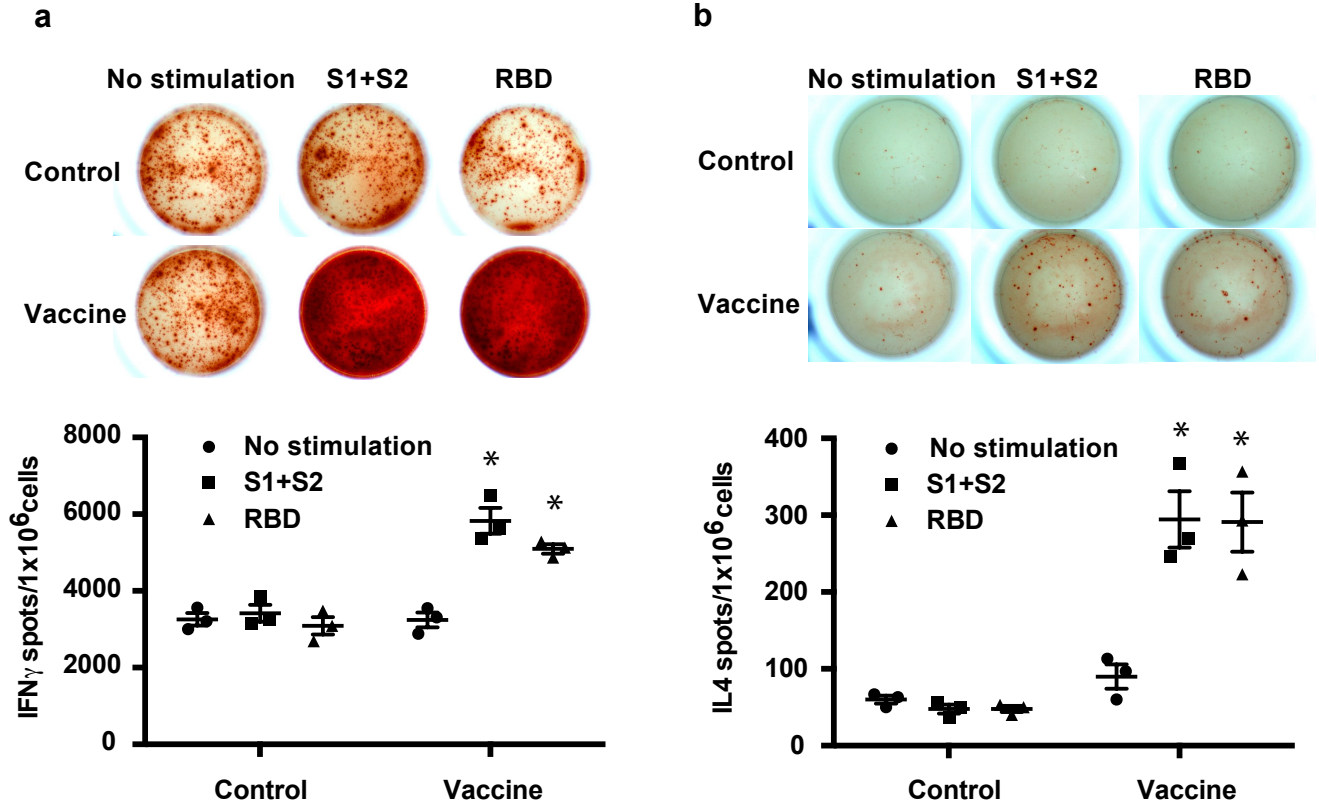 a
No stimulation S1+S2 RBD
Control
Vaccine
8000
6000
4000
2000
0
IFNγ spots/1x10⁶cells
No stimulation
S1+S2
RBD
*
*
Control Vaccine
b
No stimulation S1+S2 RBD
Control
Vaccine
400
300
200
100
0
IL4 spots/1x10⁶cells
No stimulation
S1+S2
RBD
* *
Control Vaccine